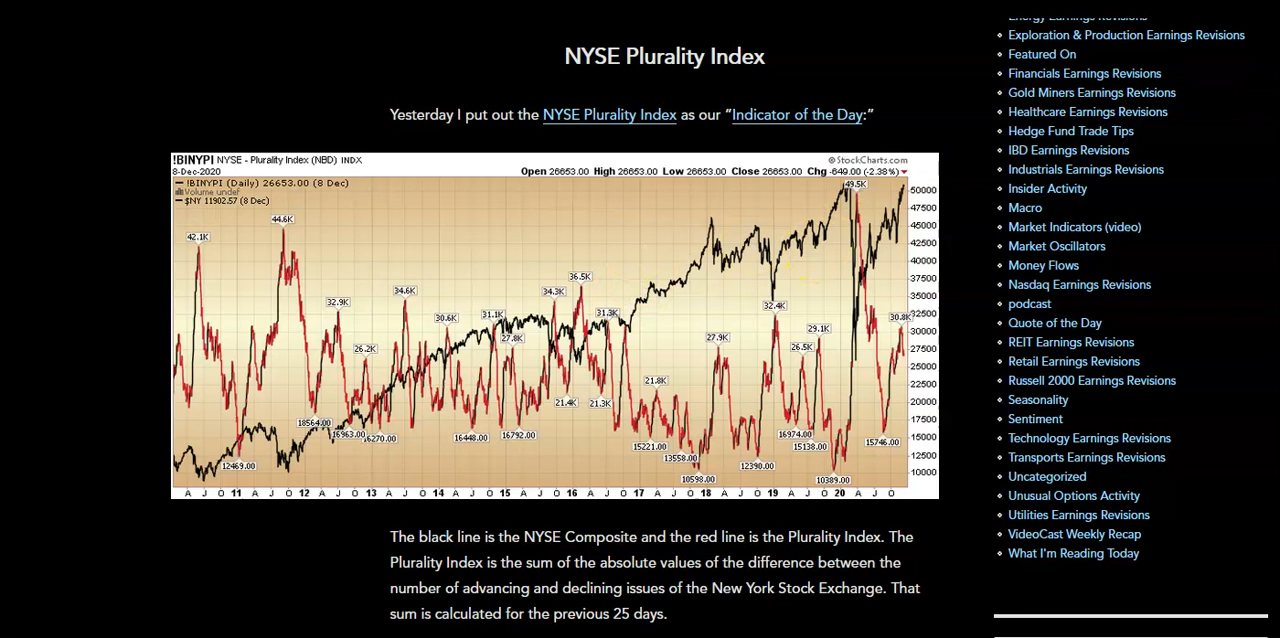 NYSE Plurality Index
Yesterday I put out the NYSE Plurality Index as our “Indicator of the Day:”
!BINYPI NYSE - Plurality Index (NBD) INDX
© StockCharts.com
8-Dec-2020
Open 26653.00 High 26653.00 Low 26653.00 Close 26653.00 Chg -649.00 (-2.38%)
!BINYPI (Daily) 26653.00 (8 Dec)
Volume undef
$NY 11902.57 (8 Dec)
42.1K
44.6K
32.9K
26.2K
34.6K
30.6K
31.1K
27.8K
34.3K
36.5K
31.3K
21.4K
21.3K
21.8K
27.9K
32.4K
26.5K
29.1K
49.5K
30.8K
12469.00
18564.00
16963.00
16270.00
16448.00
16792.00
15221.00
13558.00
10598.00
12390.00
16974.00
15138.00
10389.00
15746.00
50000
47500
45000
42500
40000
37500
35000
32500
30000
27500
25000
22500
20000
17500
15000
12500
10000
A J O 11 A J O 12 A J O 13 A J O 14 A J O 15 A J O 16 A J O 17 A J O 18 A J O 19 A J O 20 A J O
The black line is the NYSE Composite and the red line is the Plurality Index. The
Plurality Index is the sum of the absolute values of the difference between the
number of advancing and declining issues of the New York Stock Exchange. That
sum is calculated for the previous 25 days.
Energy Earnings Revisions
Exploration & Production Earnings Revisions
Featured On
Financials Earnings Revisions
Gold Miners Earnings Revisions
Healthcare Earnings Revisions
Hedge Fund Trade Tips
IBD Earnings Revisions
Industrials Earnings Revisions
Insider Activity
Macro
Market Indicators (video)
Market Oscillators
Money Flows
Nasdaq Earnings Revisions
podcast
Quote of the Day
REIT Earnings Revisions
Retail Earnings Revisions
Russell 2000 Earnings Revisions
Seasonality
Sentiment
Technology Earnings Revisions
Transports Earnings Revisions
Uncategorized
Unusual Options Activity
Utilities Earnings Revisions
VideoCast Weekly Recap
What I'm Reading Today